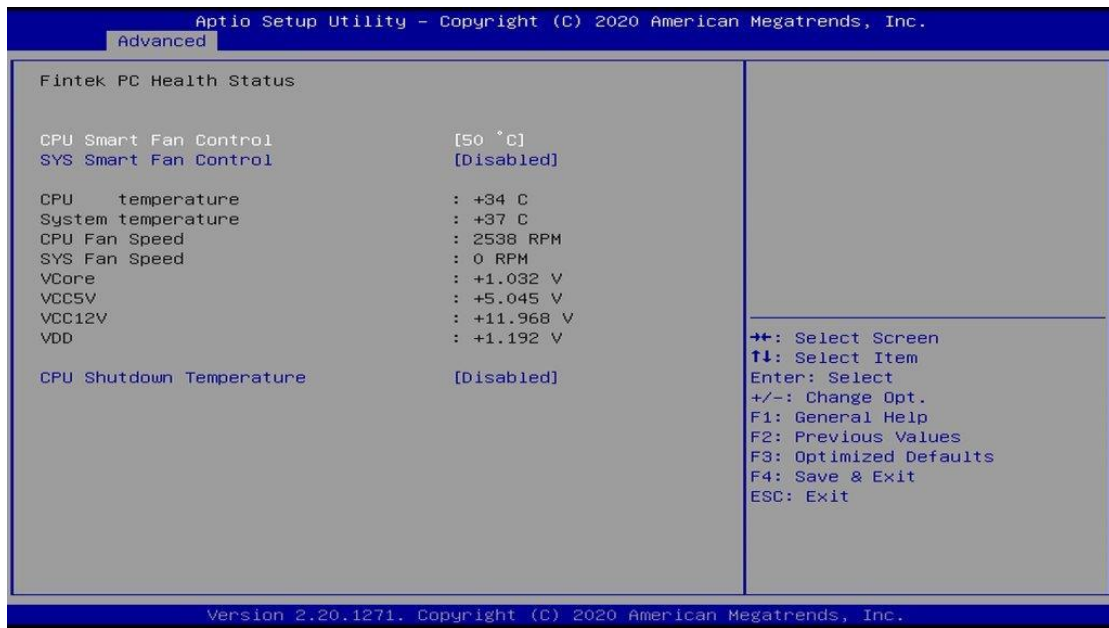 Aptio Setup Utility – Copyright (C) 2020 American Megatrends, Inc.
Advanced
Fintek PC Health Status
CPU Smart Fan Control [50 °C]
SYS Smart Fan Control [Disabled]
CPU temperature : +34 C
System temperature : +37 C
CPU Fan Speed : 2538 RPM
SYS Fan Speed : 0 RPM
VCore : +1.032 V
VCC5V : +5.045 V
VCC12V : +11.968 V
VDD : +1.192 V
CPU Shutdown Temperature [Disabled]
→←: Select Screen
↑↓: Select Item
Enter: Select
+/-: Change Opt.
F1: General Help
F2: Previous Values
F3: Optimized Defaults
F4: Save & Exit
ESC: Exit
Version 2.20.1271. Copyright (C) 2020 American Megatrends, Inc.